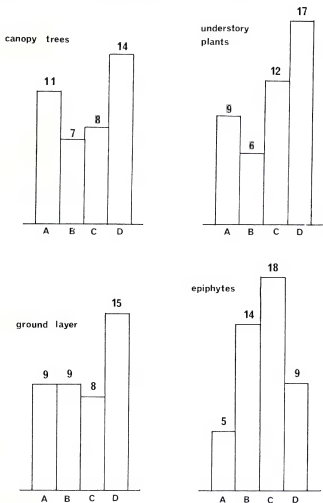 canopy trees
11
7
8
14
A B C D
understory
plants
9
6
12
17
A B C D
ground layer
9
9
8
15
A B C D
epiphytes
5
14
18
9
A B C D